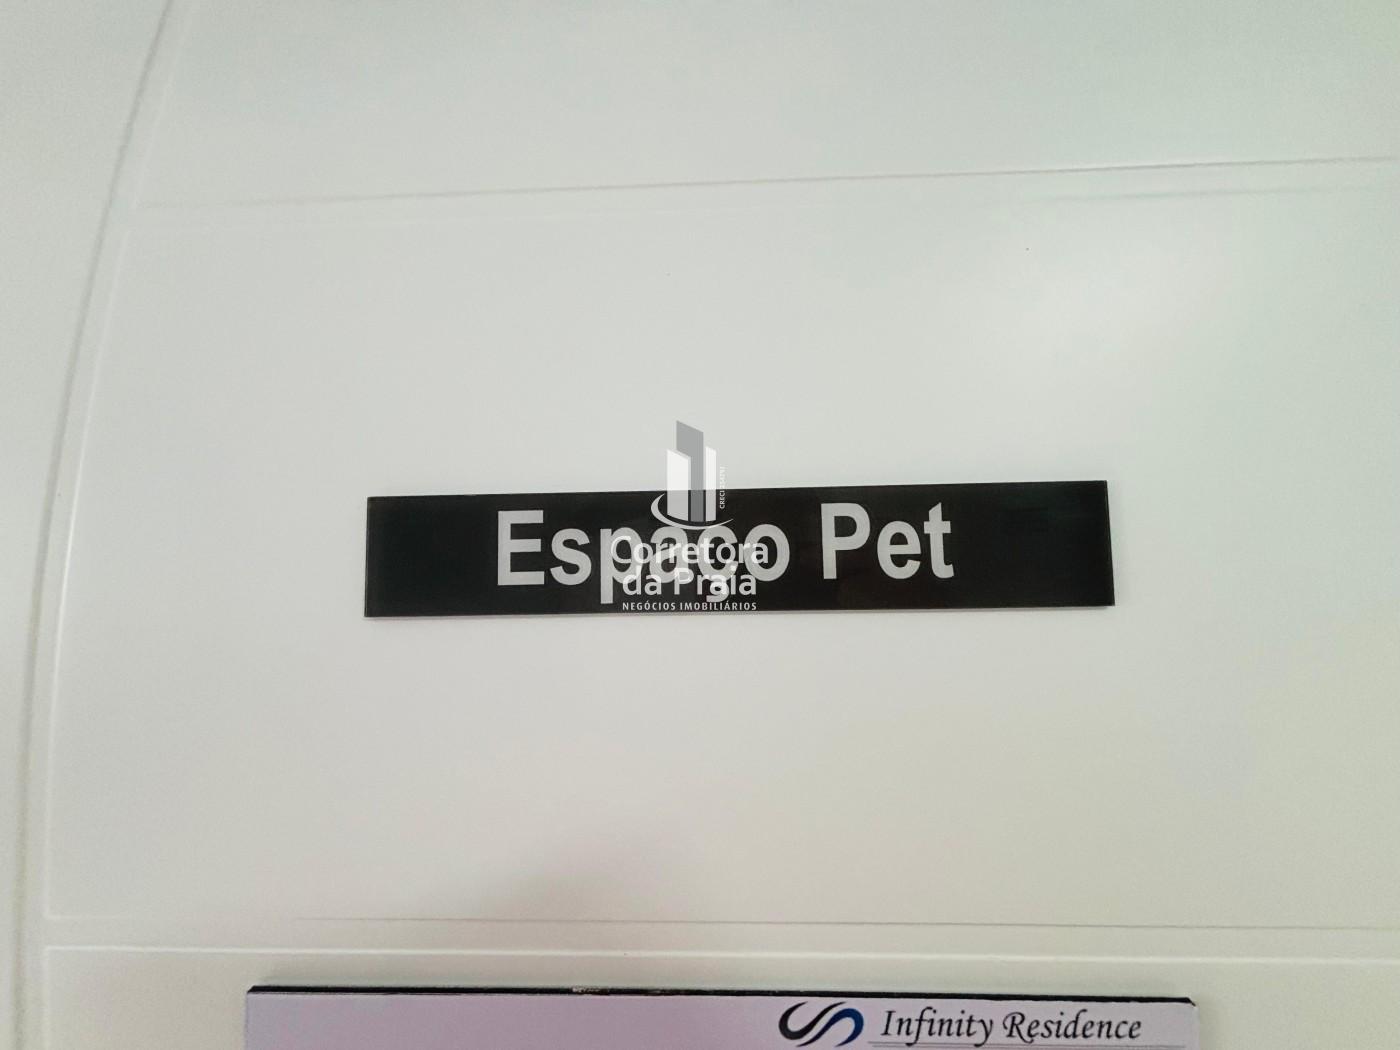 Espaço Pet
Corretora
da Praia
NEGÓCIOS IMOBILIÁRIOS
Infinity Residence